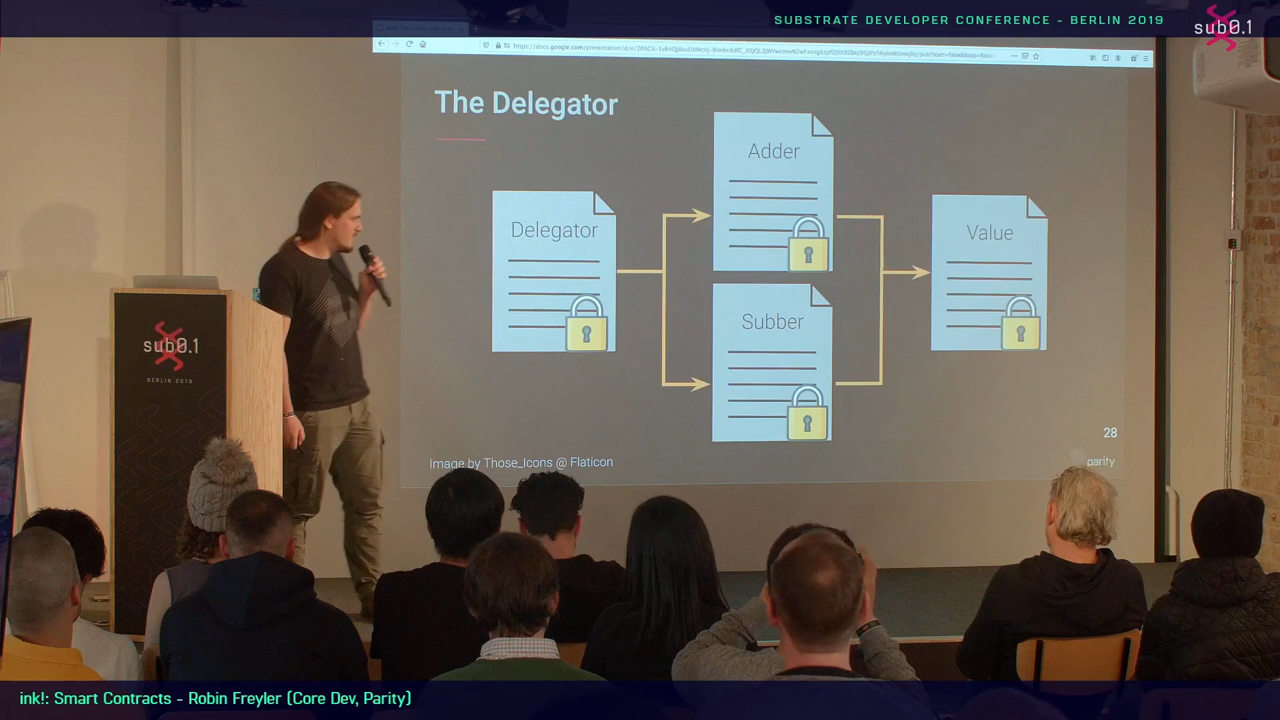 SUBSTRATE DEVELOPER CONFERENCE - BERLIN 2019
sub0.1
The Delegator
Adder
Delegator
Value
Subber
28
Image by Those_Icons @ Flaticon
parity
sub0.1
BERLIN 2019
ink!: Smart Contracts - Robin Freyler (Core Dev, Parity)